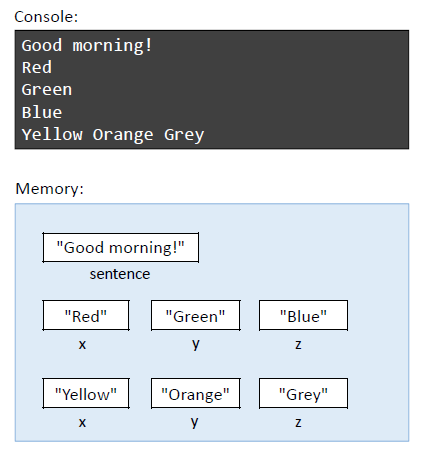 Console:
Good morning!
Red
Green
Blue
Yellow Orange Grey
Memory:
"Good morning!"
sentence
"Red" "Green" "Blue"
x y z
"Yellow" "Orange" "Grey"
x y z